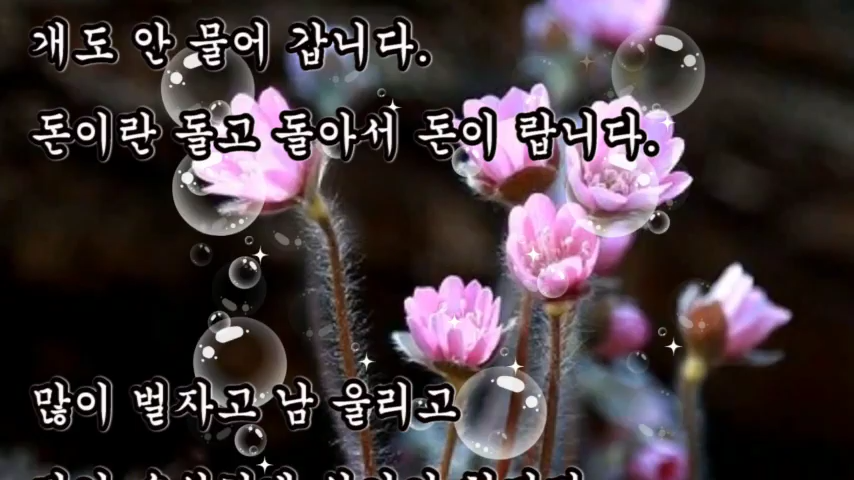 개도 안 물어 갑니다.
돈이란 돌고 돌아서 돈이 랍니다.
많이 벌자고 남 울리고